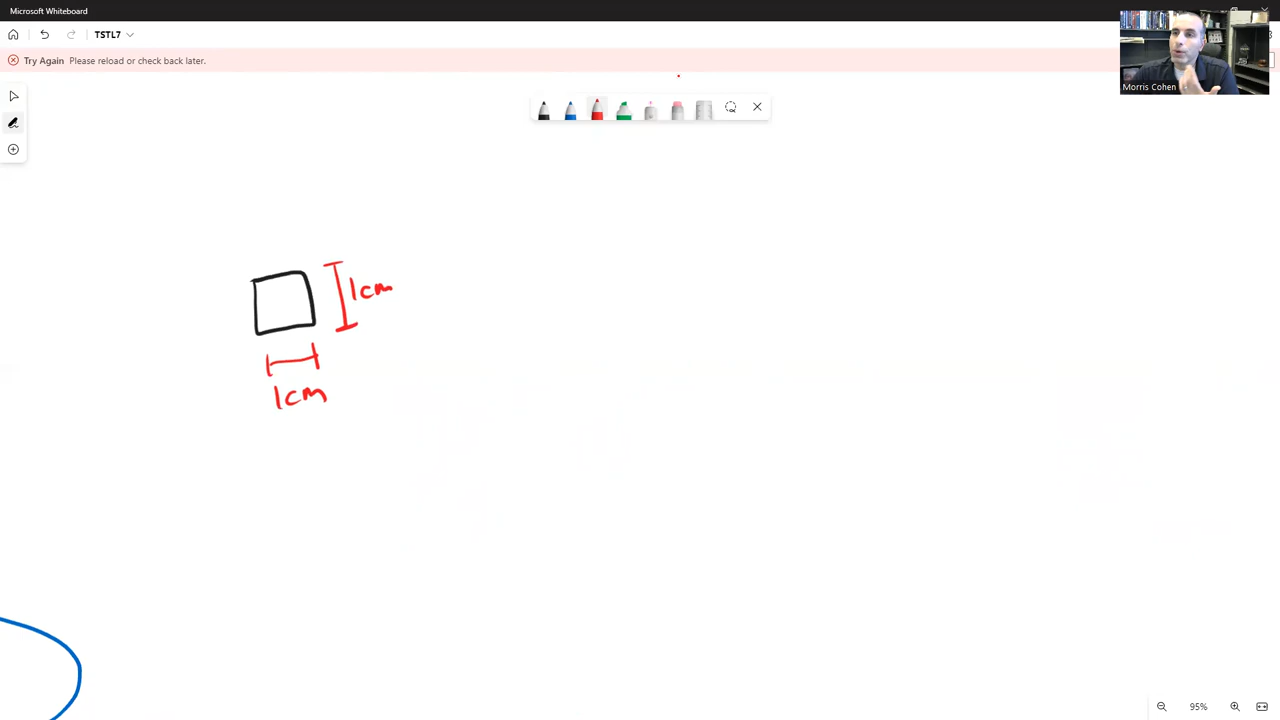 Microsoft Whiteboard
TSTL7
Try Again Please reload or check back later.
Morris Cohen
1cm
1cm
95%